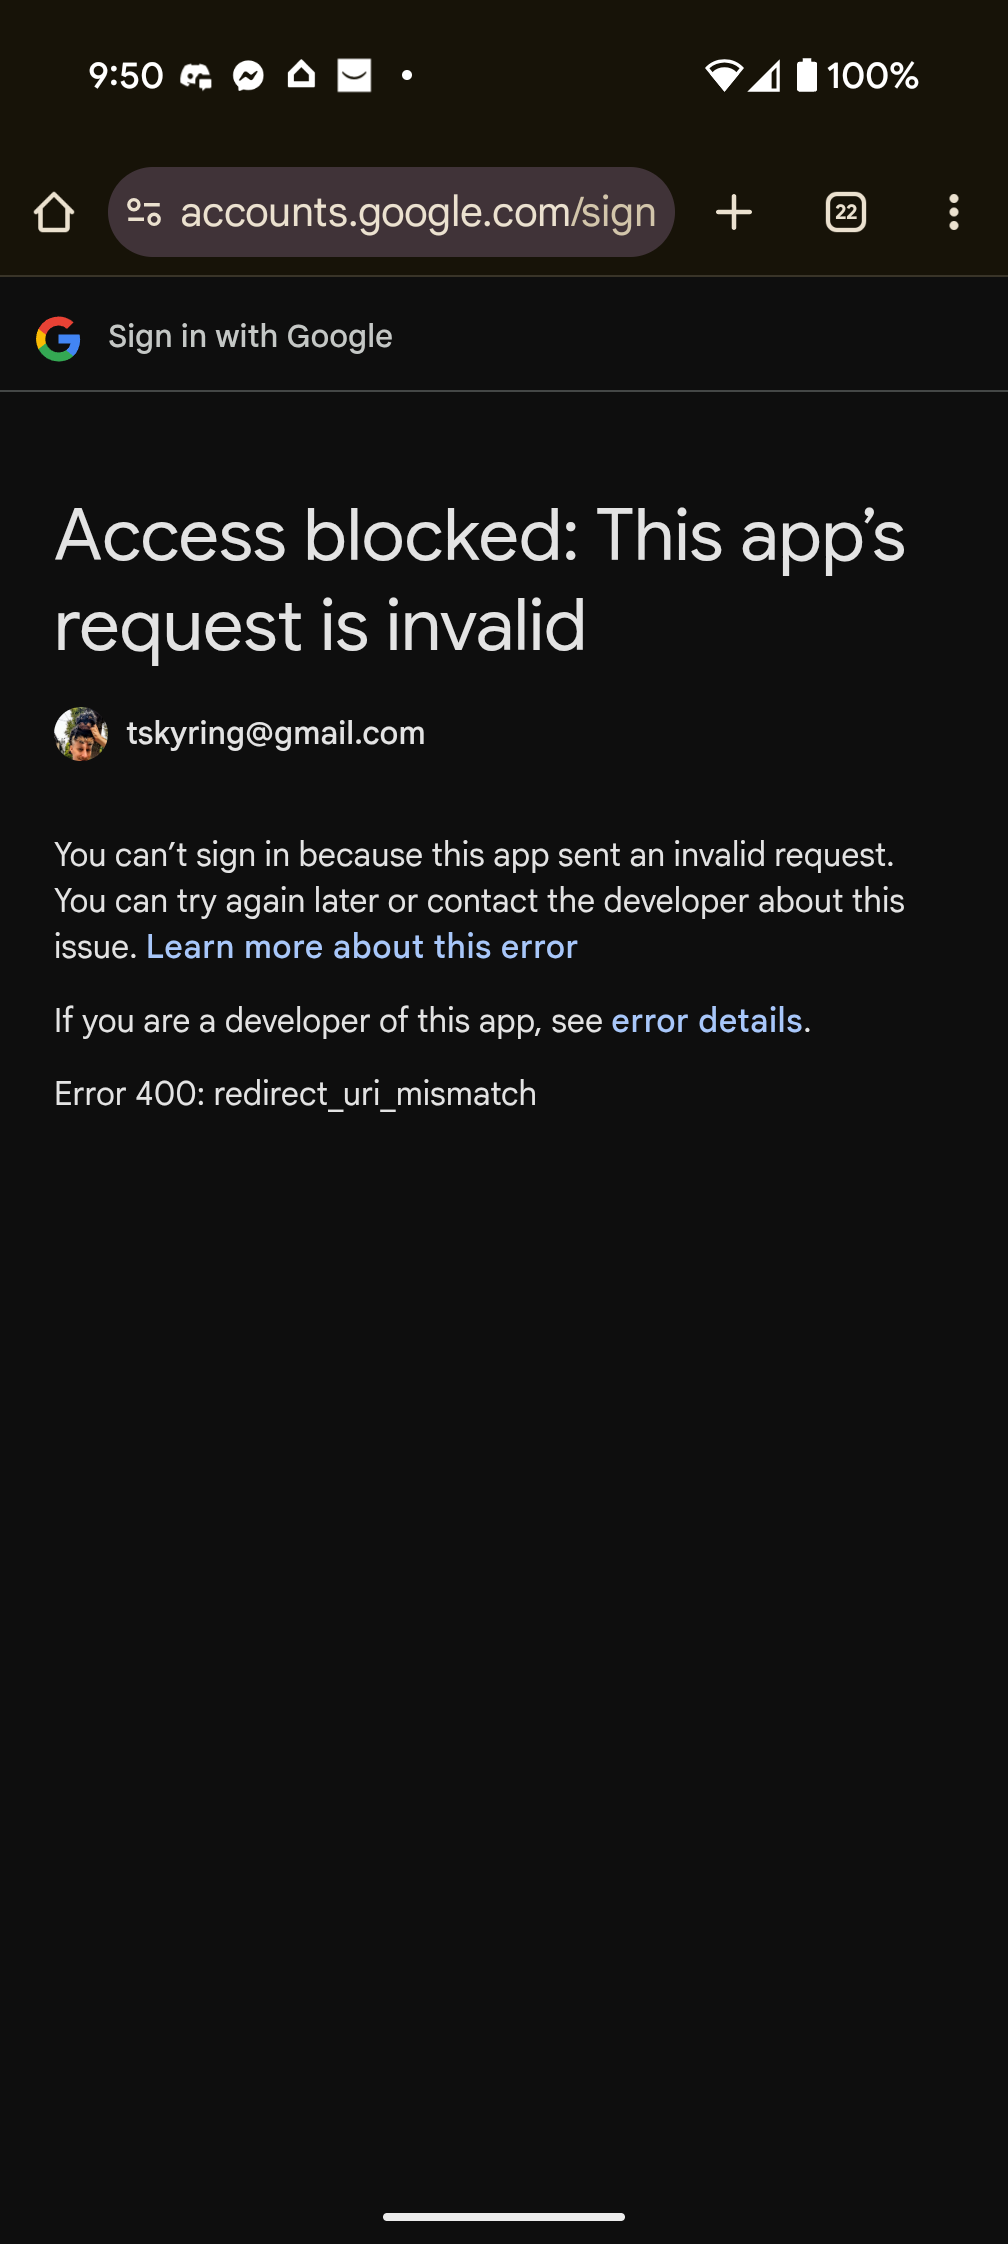 9:50
100%
accounts.google.com/sign
22
Sign in with Google
Access blocked: This app’s
request is invalid
tskyring@gmail.com
You can’t sign in because this app sent an invalid request.
You can try again later or contact the developer about this
issue. Learn more about this error
If you are a developer of this app, see error details.
Error 400: redirect_uri_mismatch